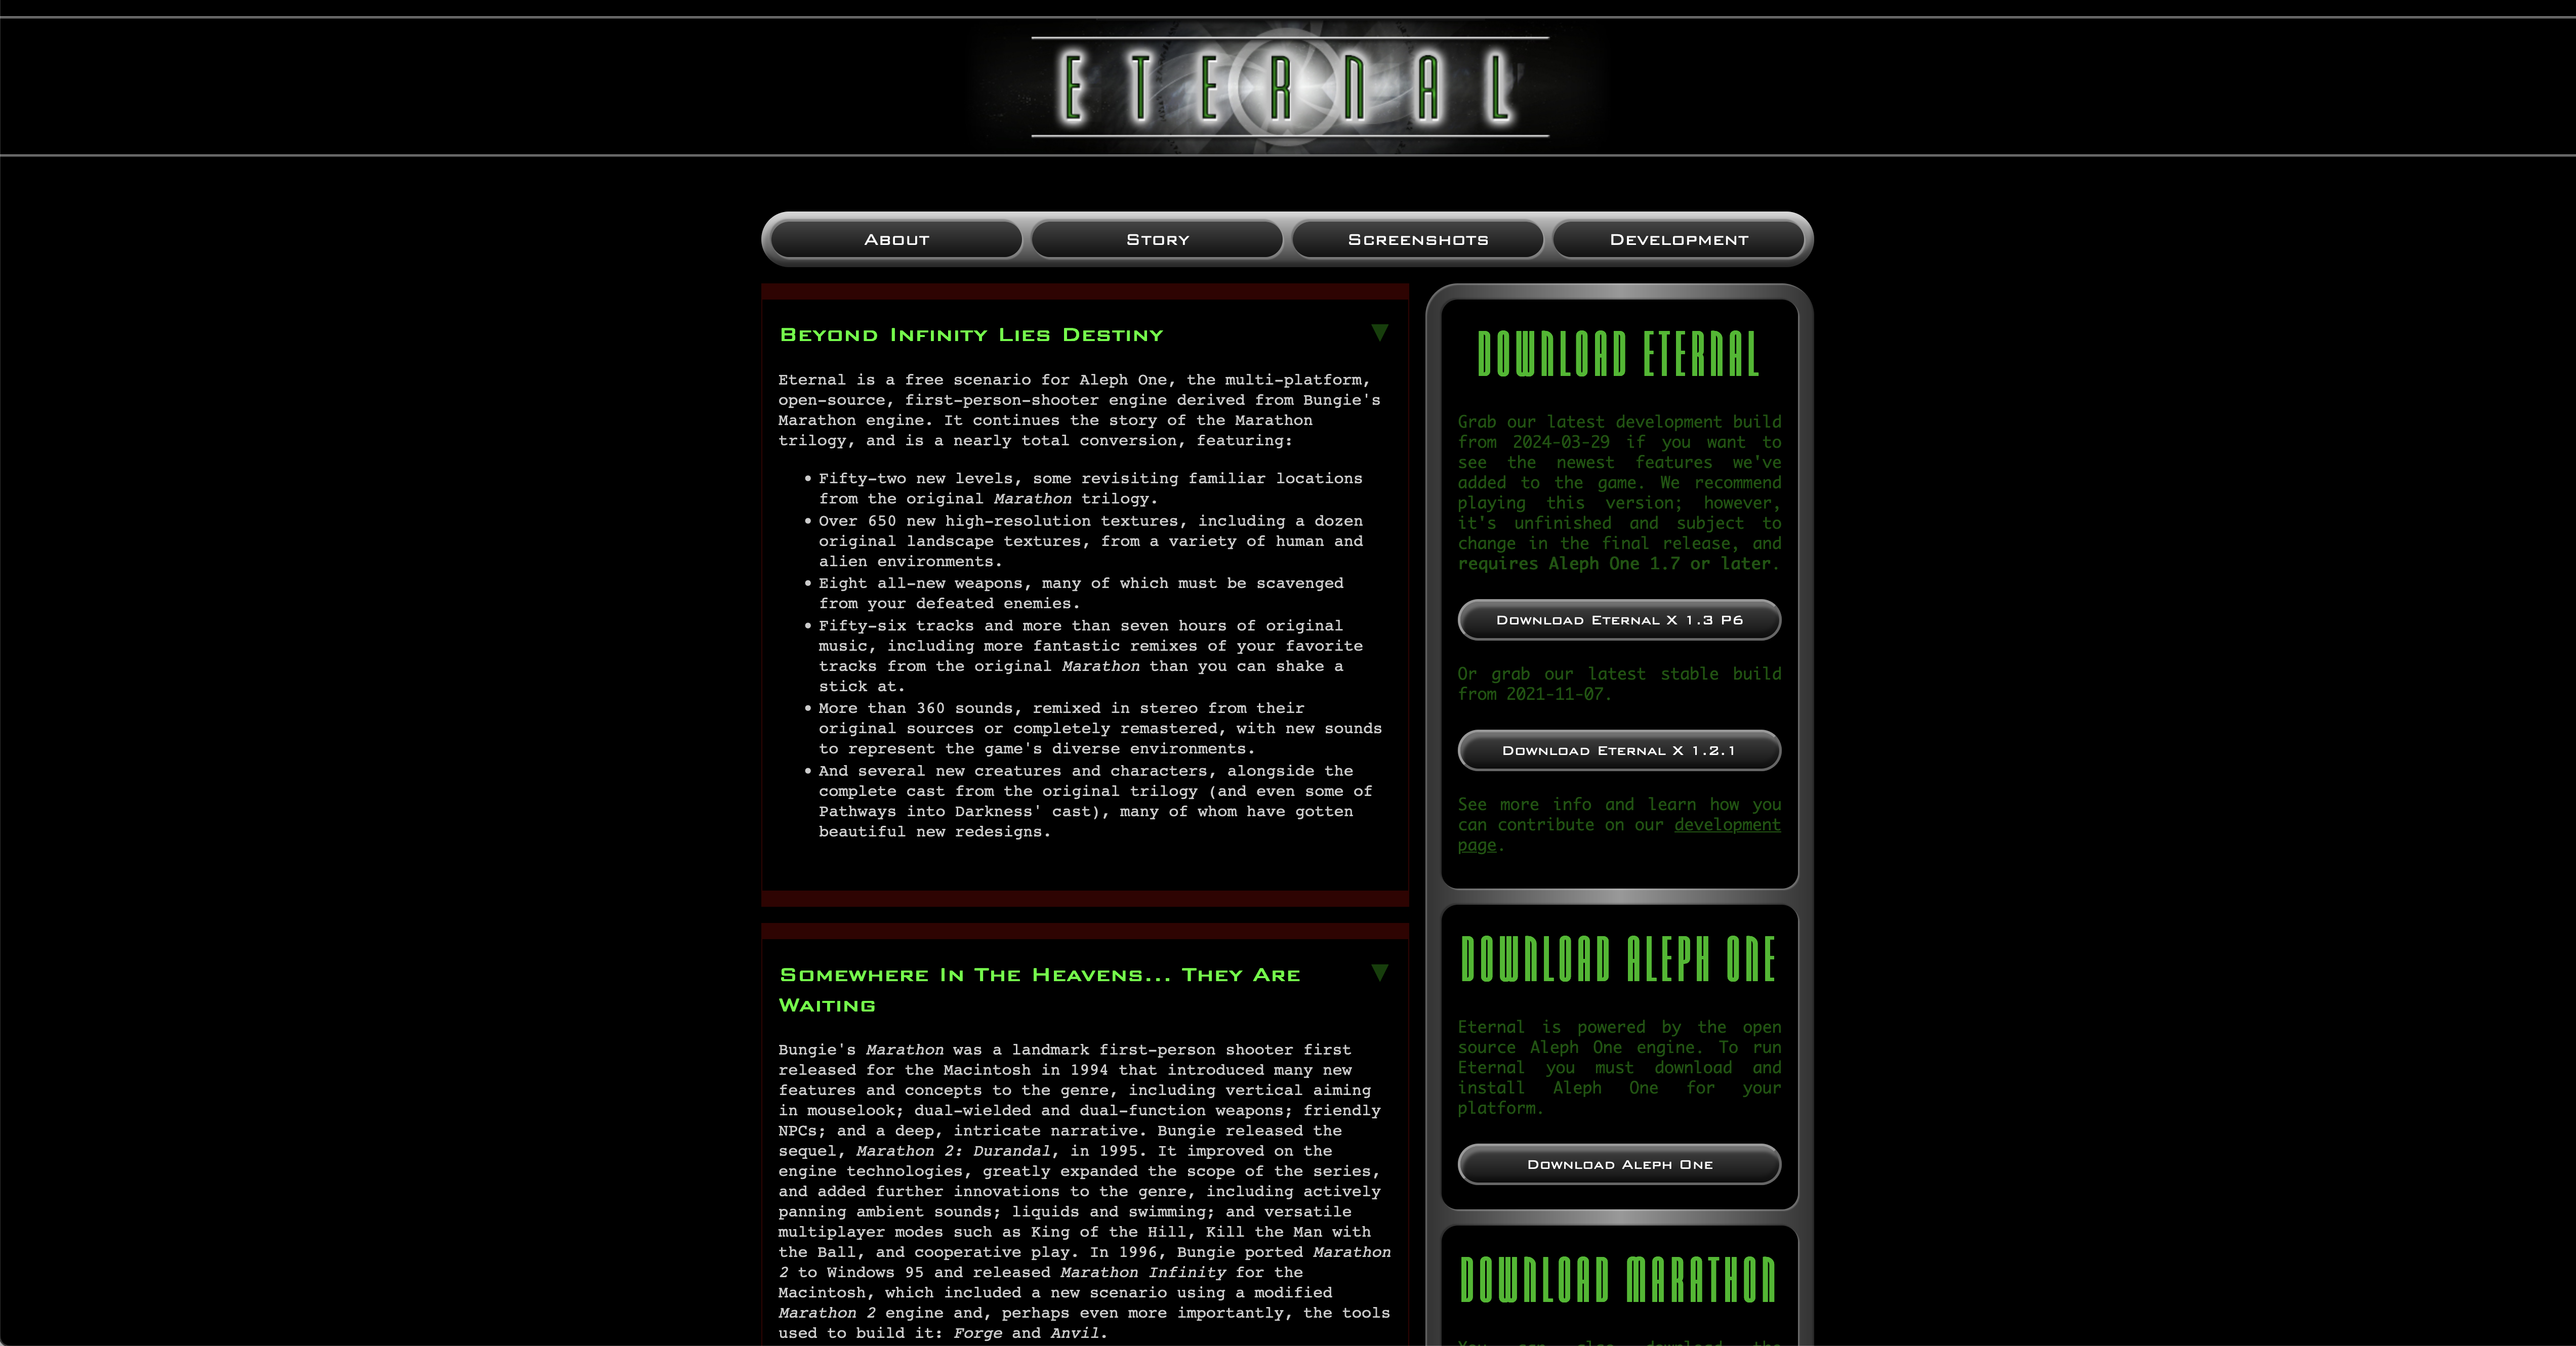 ETERNAL
About
Story
Screenshots
Development
Beyond Infinity Lies Destiny
Eternal is a free scenario for Aleph One, the multi-platform,
open-source, first-person-shooter engine derived from Bungie's
Marathon engine. It continues the story of the Marathon
trilogy, and is a nearly total conversion, featuring:
• Fifty-two new levels, some revisiting familiar locations
from the original Marathon trilogy.
• Over 650 new high-resolution textures, including a dozen
original landscape textures, from a variety of human and
alien environments.
• Eight all-new weapons, many of which must be scavenged
from your defeated enemies.
• Fifty-six tracks and more than seven hours of original
music, including more fantastic remixes of your favorite
tracks from the original Marathon than you can shake a
stick at.
• More than 360 sounds, remixed in stereo from their
original sources or completely remastered, with new sounds
to represent the game's diverse environments.
• And several new creatures and characters, alongside the
complete cast from the original trilogy (and even some of
Pathways into Darkness' cast), many of whom have gotten
beautiful new redesigns.
Somewhere In The Heavens... They Are
Waiting
Bungie's Marathon was a landmark first-person shooter first
released for the Macintosh in 1994 that introduced many new
features and concepts to the genre, including vertical aiming
in mouselook; dual-wielded and dual-function weapons; friendly
NPCs; and a deep, intricate narrative. Bungie released the
sequel, Marathon 2: Durandal, in 1995. It improved on the
engine technologies, greatly expanded the scope of the series,
and added further innovations to the genre, including actively
panning ambient sounds; liquids and swimming; and versatile
multiplayer modes such as King of the Hill, Kill the Man with
the Ball, and cooperative play. In 1996, Bungie ported Marathon
2 to Windows 95 and released Marathon Infinity for the
Macintosh, which included a new scenario using a modified
Marathon 2 engine and, perhaps even more importantly, the tools
used to build it: Forge and Anvil.
DOWNLOAD ETERNAL
Grab our latest development build
from 2024-03-29 if you want to
see the newest features we've
added to the game. We recommend
playing this version; however,
it's unfinished and subject to
change in the final release, and
requires Aleph One 1.7 or later.
Download Eternal X 1.3 P6
Or grab our latest stable build
from 2021-11-07.
Download Eternal X 1.2.1
See more info and learn how you
can contribute on our development
page.
DOWNLOAD ALEPH ONE
Eternal is powered by the open
source Aleph One engine. To run
Eternal you must download and
install Aleph One for your
platform.
Download Aleph One
DOWNLOAD MARATHON
You can also download the